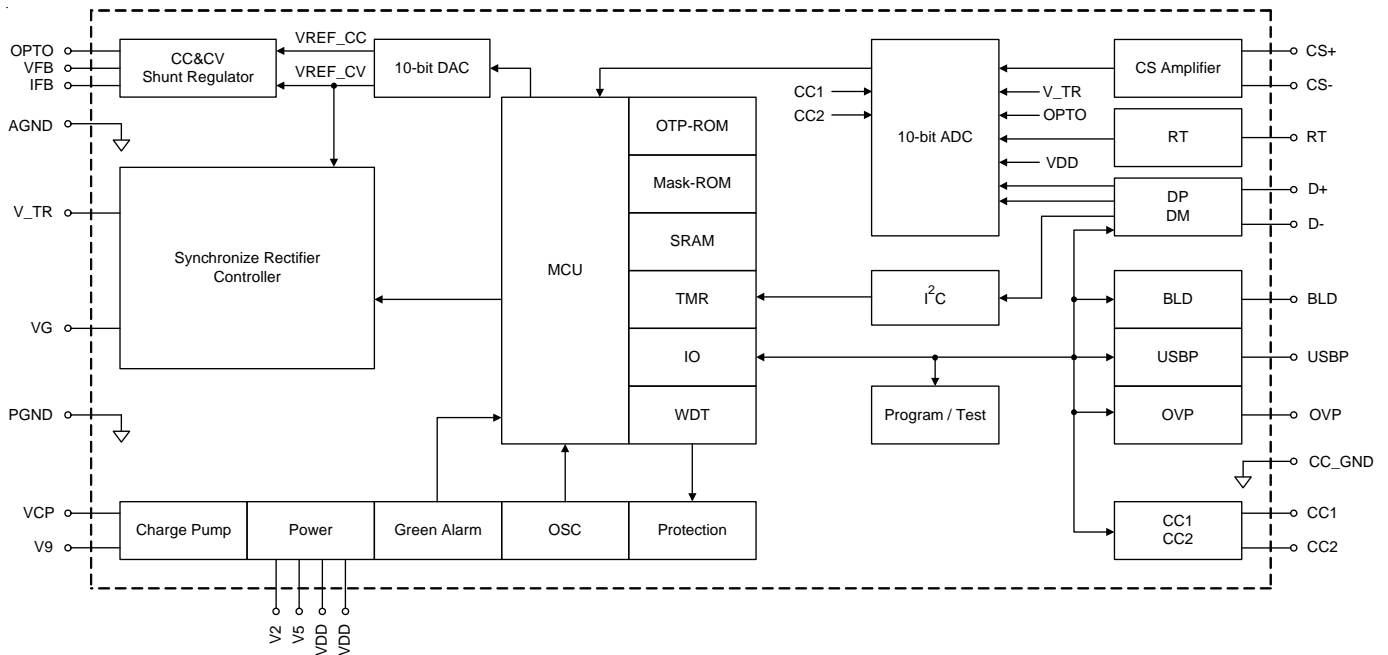 OPTO
VFB
IFB
AGND
V_TR
VG
PGND
VCP
V9
CC&CV
Shunt Regulator
VREF_CC
VREF_CV
10-bit DAC
Synchronize Rectifier
Controller
MCU
OTP-ROM
Mask-ROM
SRAM
TMR
IO
WDT
Charge Pump
Power
Green Alarm
OSC
Protection
V2
V5
VDD
VDD
CC1
CC2
10-bit ADC
V_TR
OPTO
VDD
I²C
Program / Test
CS Amplifier
RT
DP
DM
BLD
USBP
OVP
CC1
CC2
CS+
CS-
RT
D+
D-
BLD
USBP
OVP
CC_GND
CC1
CC2